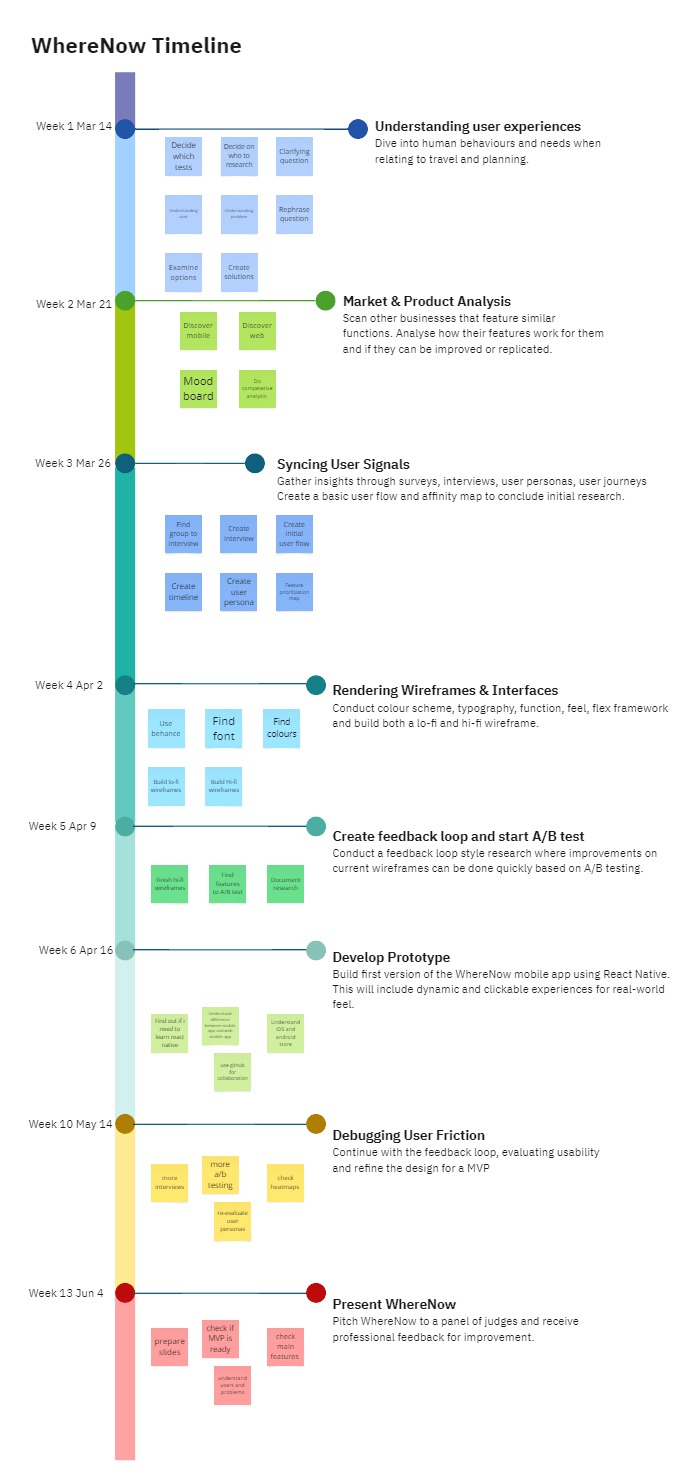 WhereNow Timeline
Week 1 Mar 14
Understanding user experiences
Dive into human behaviours and needs when
relating to travel and planning.
Decide
which
tests
Decide on
who to
research
Clarifying
question
Understanding
user
Understanding
problem
Rephrase
question
Examine
options
Create
solutions
Week 2 Mar 21
Market & Product Analysis
Scan other businesses that feature similar
functions. Analyse how their features work for them
and if they can be improved or replicated.
Discover
mobile
Discover
web
Mood
board
Do
competative
analysis
Week 3 Mar 26
Syncing User Signals
Gather insights through surveys, interviews, user personas, user journeys
Create a basic user flow and affinity map to conclude initial research.
Find
group to
interview
Create
interview
Create
initial
user flow
Create
timeline
Create
user
persona
Feature
prioritisation
map
Week 4 Apr 2
Rendering Wireframes & Interfaces
Conduct colour scheme, typography, function, feel, flex framework
and build both a lo-fi and hi-fi wireframe.
Use
behance
Find
font
Find
colours
Build lo-fi
wireframes
Build Hi-fi
wireframes
Week 5 Apr 9
Create feedback loop and start A/B test
Conduct a feedback loop style research where improvements on
current wireframes can be done quickly based on A/B testing.
Finish hi-fi
wireframes
Find
features
to A/B test
Document
research
Week 6 Apr 16
Develop Prototype
Build first version of the WhereNow mobile app using React Native.
This will include dynamic and clickable experiences for real-world
feel.
Find out if i
need to
learn react
native
Understand
difference
between mobile
app and web
mobile app
Understand
iOS and
android
store
use github
for
collaboration
Week 10 May 14
Debugging User Friction
Continue with the feedback loop, evaluating usability
and refine the design for a MVP
more
interviews
more
a/b
testing
check
heatmaps
re-evaluate
user
personas
Week 13 Jun 4
Present WhereNow
Pitch WhereNow to a panel of judges and receive
professional feedback for improvement.
prepare
slides
check if
MVP is
ready
check
main
features
understand
users and
problems